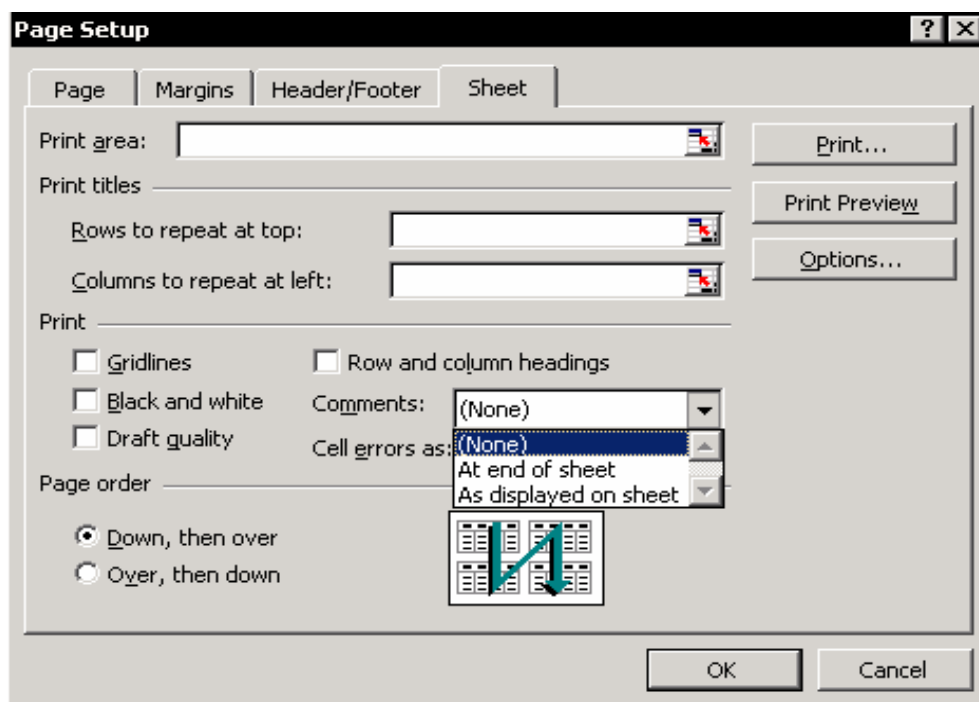 Page Setup
Page Margins Header/Footer Sheet
Print area:
Print...
Print titles
Print Preview
Rows to repeat at top:
Options...
Columns to repeat at left:
Print
Gridlines
Row and column headings
Black and white
Comments: (None)
Draft quality
Cell errors as:
(None)
At end of sheet
As displayed on sheet
Page order
Down, then over
Over, then down
OK
Cancel